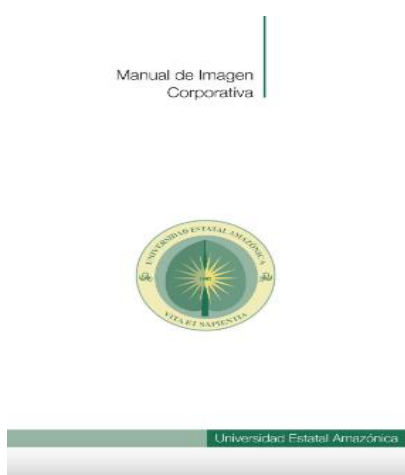 Manual de Imagen
Corporativa
UNIVERSIDAD ESTATAL AMAZÓNICA
VITA ET SAPIENTIA
Universidad Estatal Amazónica